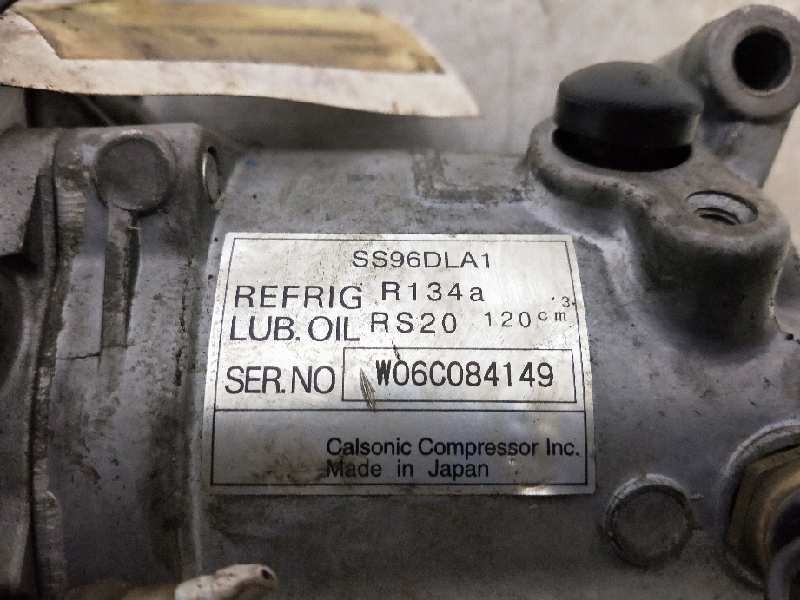 SS96DLA1
REFRIG R134a
LUB. OIL RS20 120cm³
SER. NO W06C084149
Calsonic Compressor Inc.
Made in Japan